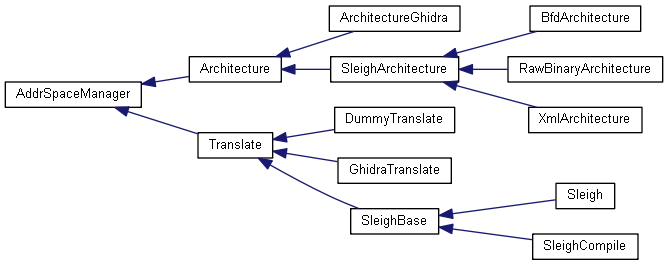 ArchitectureGhidra
BfdArchitecture
Architecture
SleighArchitecture
RawBinaryArchitecture
AddrSpaceManager
XmlArchitecture
DummyTranslate
Translate
GhidraTranslate
Sleigh
SleighBase
SleighCompile